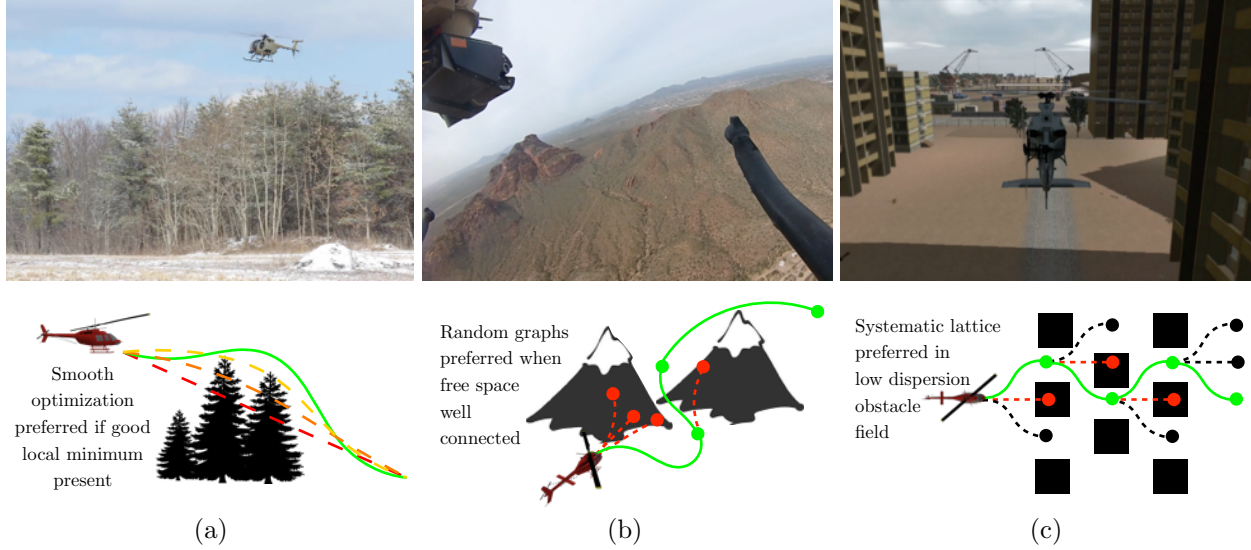 Smooth
optimization
preferred if good
local minimum
present
(a)
Random graphs
preferred when
free space
well
connected
(b)
Systematic lattice
preferred in
low dispersion
obstacle
field
(c)